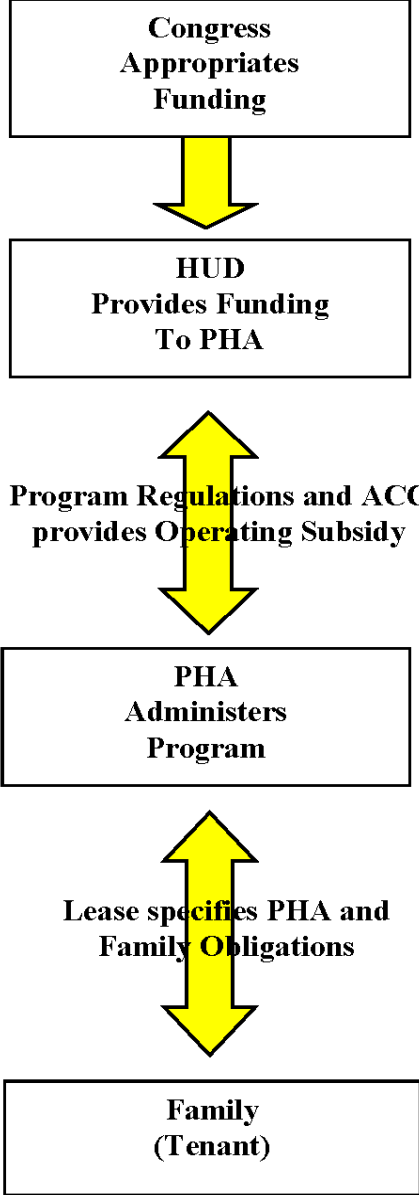 Congress
Appropriates
Funding
HUD
Provides Funding
To PHA
Program Regulations and ACC
provides Operating Subsidy
PHA
Administers
Program
Lease specifies PHA and
Family Obligations
Family
(Tenant)